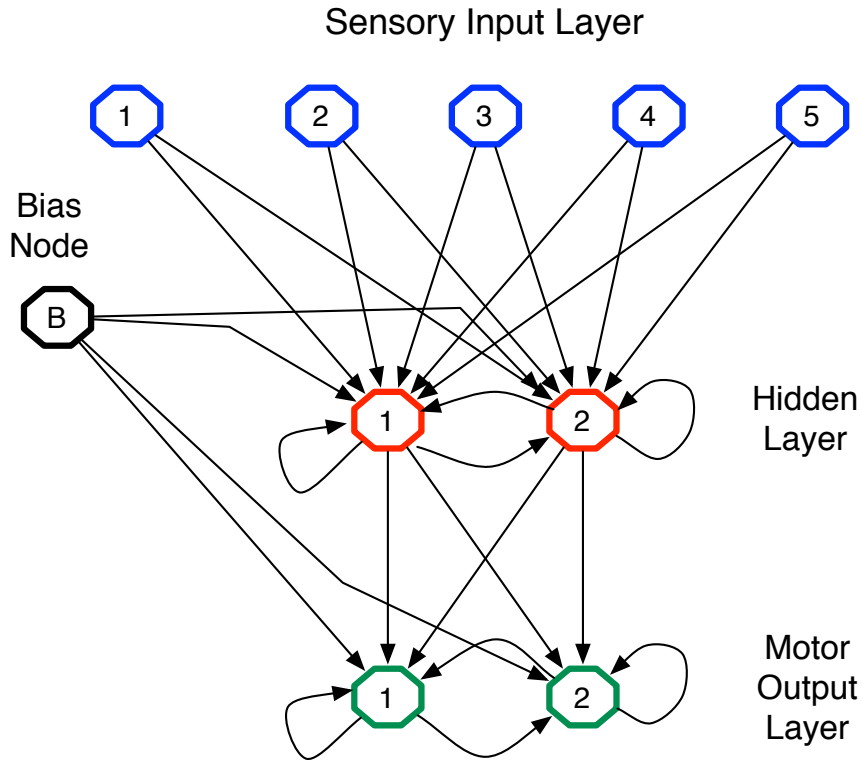 Sensory Input Layer
1
2
3
4
5
Bias
Node
B
1
2
Hidden
Layer
1
2
Motor
Output
Layer